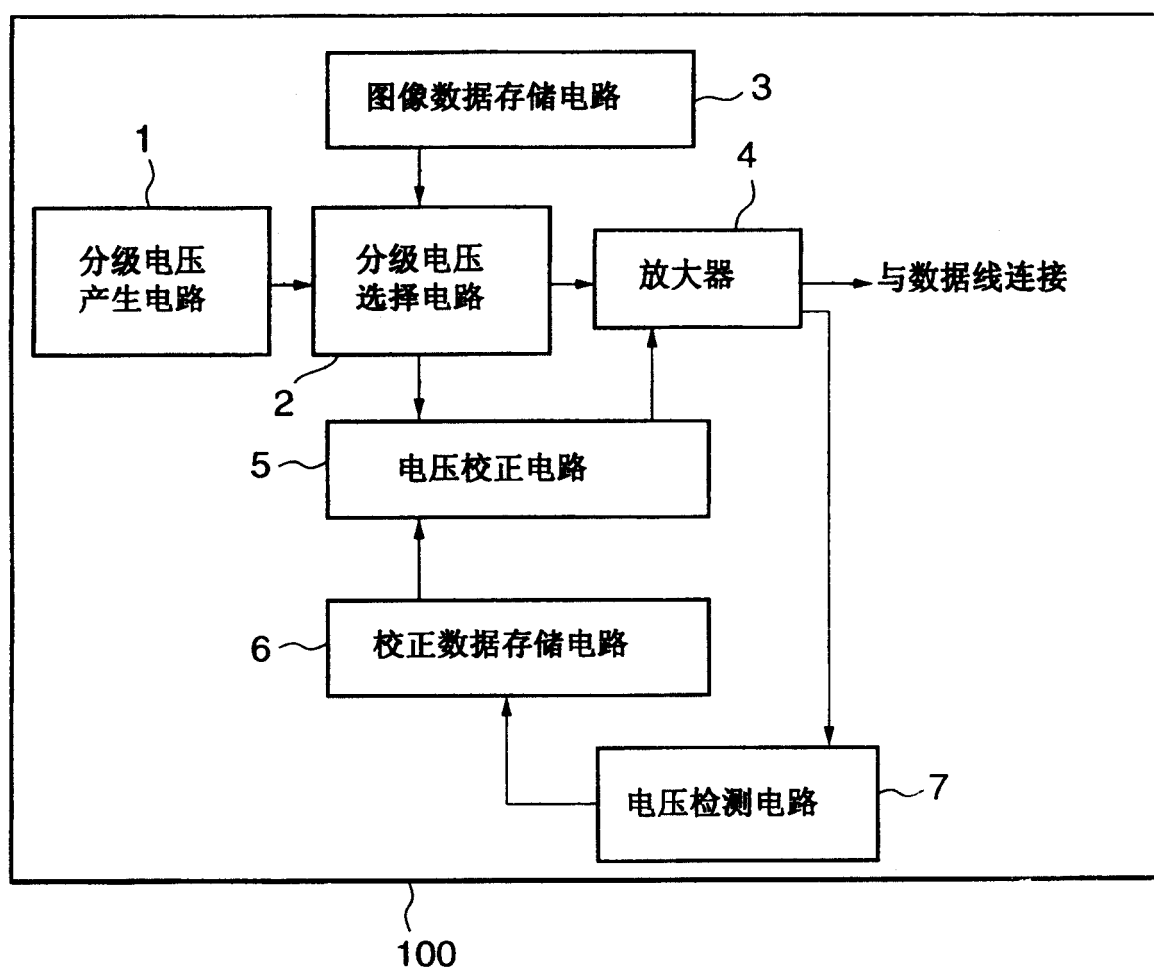 图像数据存储电路
3
1
4
分级电压
产生电路
分级电压
选择电路
放大器
与数据线连接
2
5
电压校正电路
6
校正数据存储电路
电压检测电路
7
100